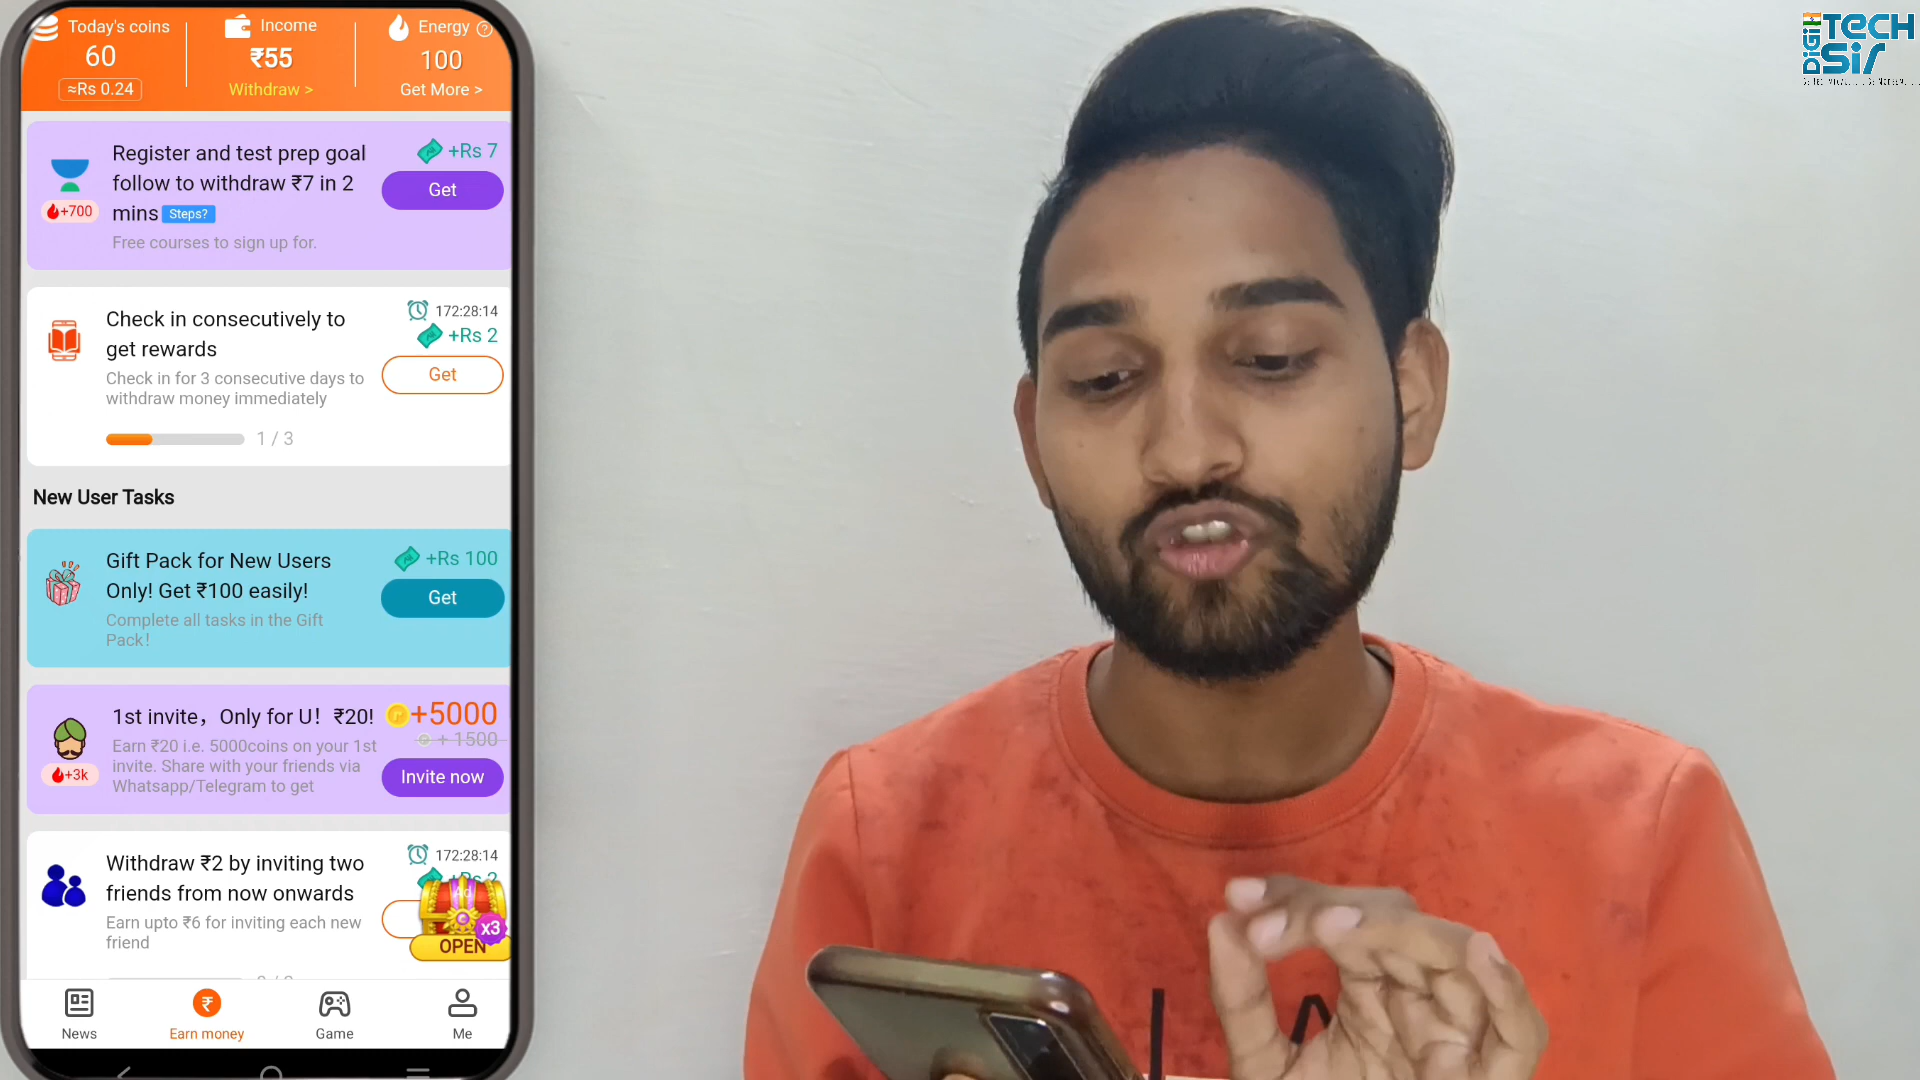 Today's coins
60
≈Rs 0.24
Income
₹55
Withdraw >
Energy ?
100
Get More >
Register and test prep goal
follow to withdraw ₹7 in 2
mins Steps?
Free courses to sign up for.
+700
+Rs 7
Get
Check in consecutively to
get rewards
Check in for 3 consecutive days to
withdraw money immediately
1 / 3
172:28:14
+Rs 2
Get
New User Tasks
Gift Pack for New Users
Only! Get ₹100 easily!
Complete all tasks in the Gift
Pack！
+Rs 100
Get
1st invite，Only for U！₹20!
Earn ₹20 i.e. 5000coins on your 1st
invite. Share with your friends via
Whatsapp/Telegram to get
+3k
+5000
+ 1500
Invite now
Withdraw ₹2 by inviting two
friends from now onwards
Earn upto ₹6 for inviting each new
friend
172:28:14
+Rs 2
x3
OPEN
News
₹
Earn money
Game
Me
DiGiT
TECH
Sir